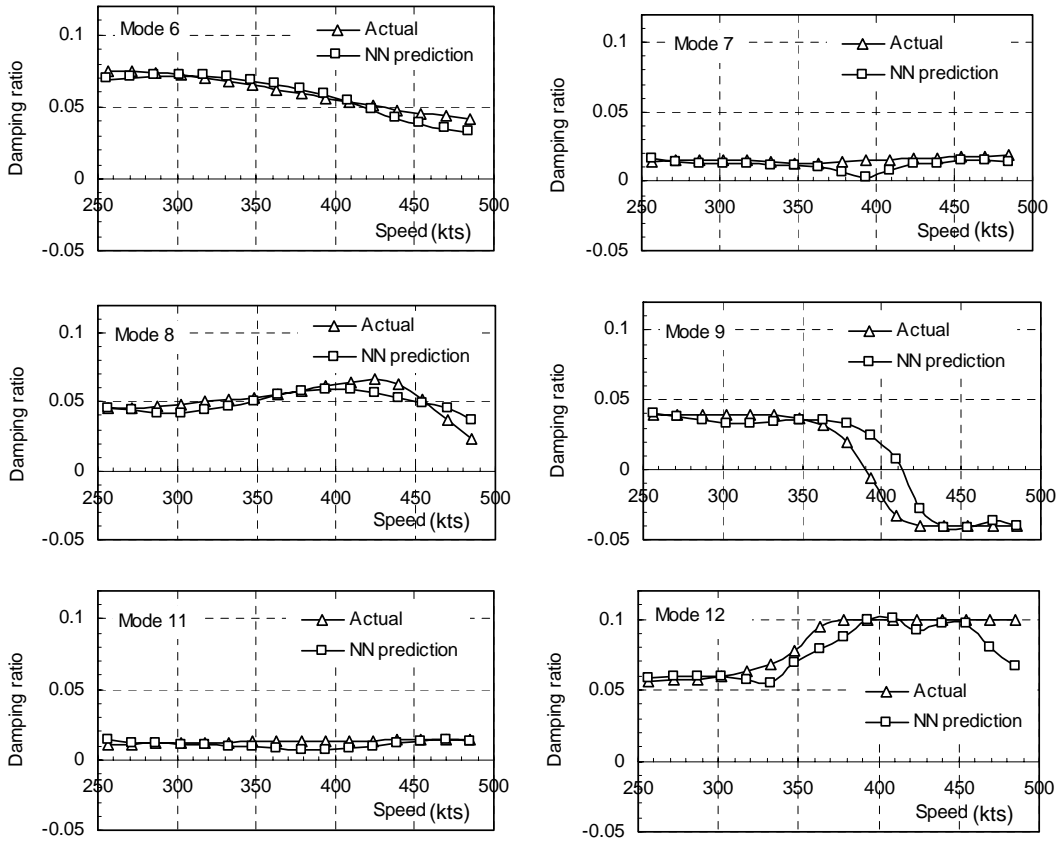 Mode 6
Actual
NN prediction
Damping ratio
0.1
0.05
0
-0.05
250 300 350 400 450 500
Speed (kts)
Mode 7
Actual
NN prediction
Damping ratio
0.1
0.05
0
-0.05
250 300 350 400 450 500
Speed (kts)
Mode 8
Actual
NN prediction
Damping ratio
0.1
0.05
0
-0.05
250 300 350 400 450 500
Speed (kts)
Mode 9
Actual
NN prediction
Damping ratio
0.1
0.05
0
-0.05
250 300 350 400 450 500
Speed (kts)
Mode 11
Actual
NN prediction
Damping ratio
0.1
0.05
0
-0.05
250 300 350 400 450 500
Speed (kts)
Mode 12
Actual
NN prediction
Damping ratio
0.1
0.05
0
-0.05
250 300 350 400 450 500
Speed (kts)